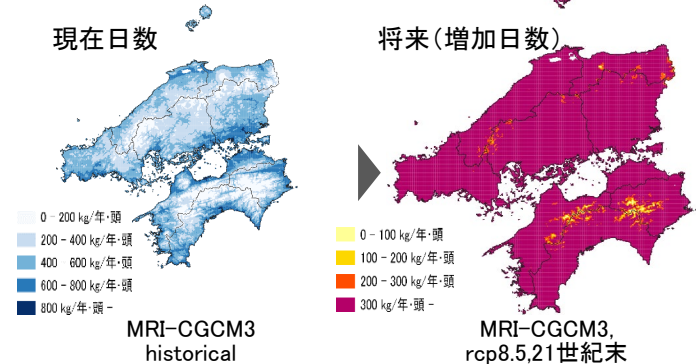 現在日数
将来(増加日数)
0 - 200 kg/年・頭
200 - 400 kg/年・頭
400 600 kg/年・頭
600 - 800 kg/年・頭
800 kg/年・頭 -
0 - 100 kg/年・頭
100 - 200 kg/年・頭
200 - 300 kg/年・頭
300 kg/年・頭 -
MRI-CGCM3
historical
MRI-CGCM3,
rcp8.5,21世紀末